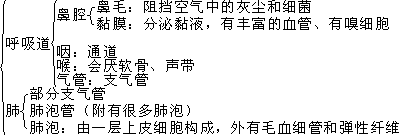 鼻毛:阻挡空气中的灰尘和细菌
鼻腔
黏膜:分泌黏液,有丰富的血管、有嗅细胞
呼吸道
咽:通道
喉:会厌软骨、声带
气管:支气管
部分支气管
肺 肺泡管(附有很多肺泡)
肺泡:由一层上皮细胞构成,外有毛血细管和弹性纤维